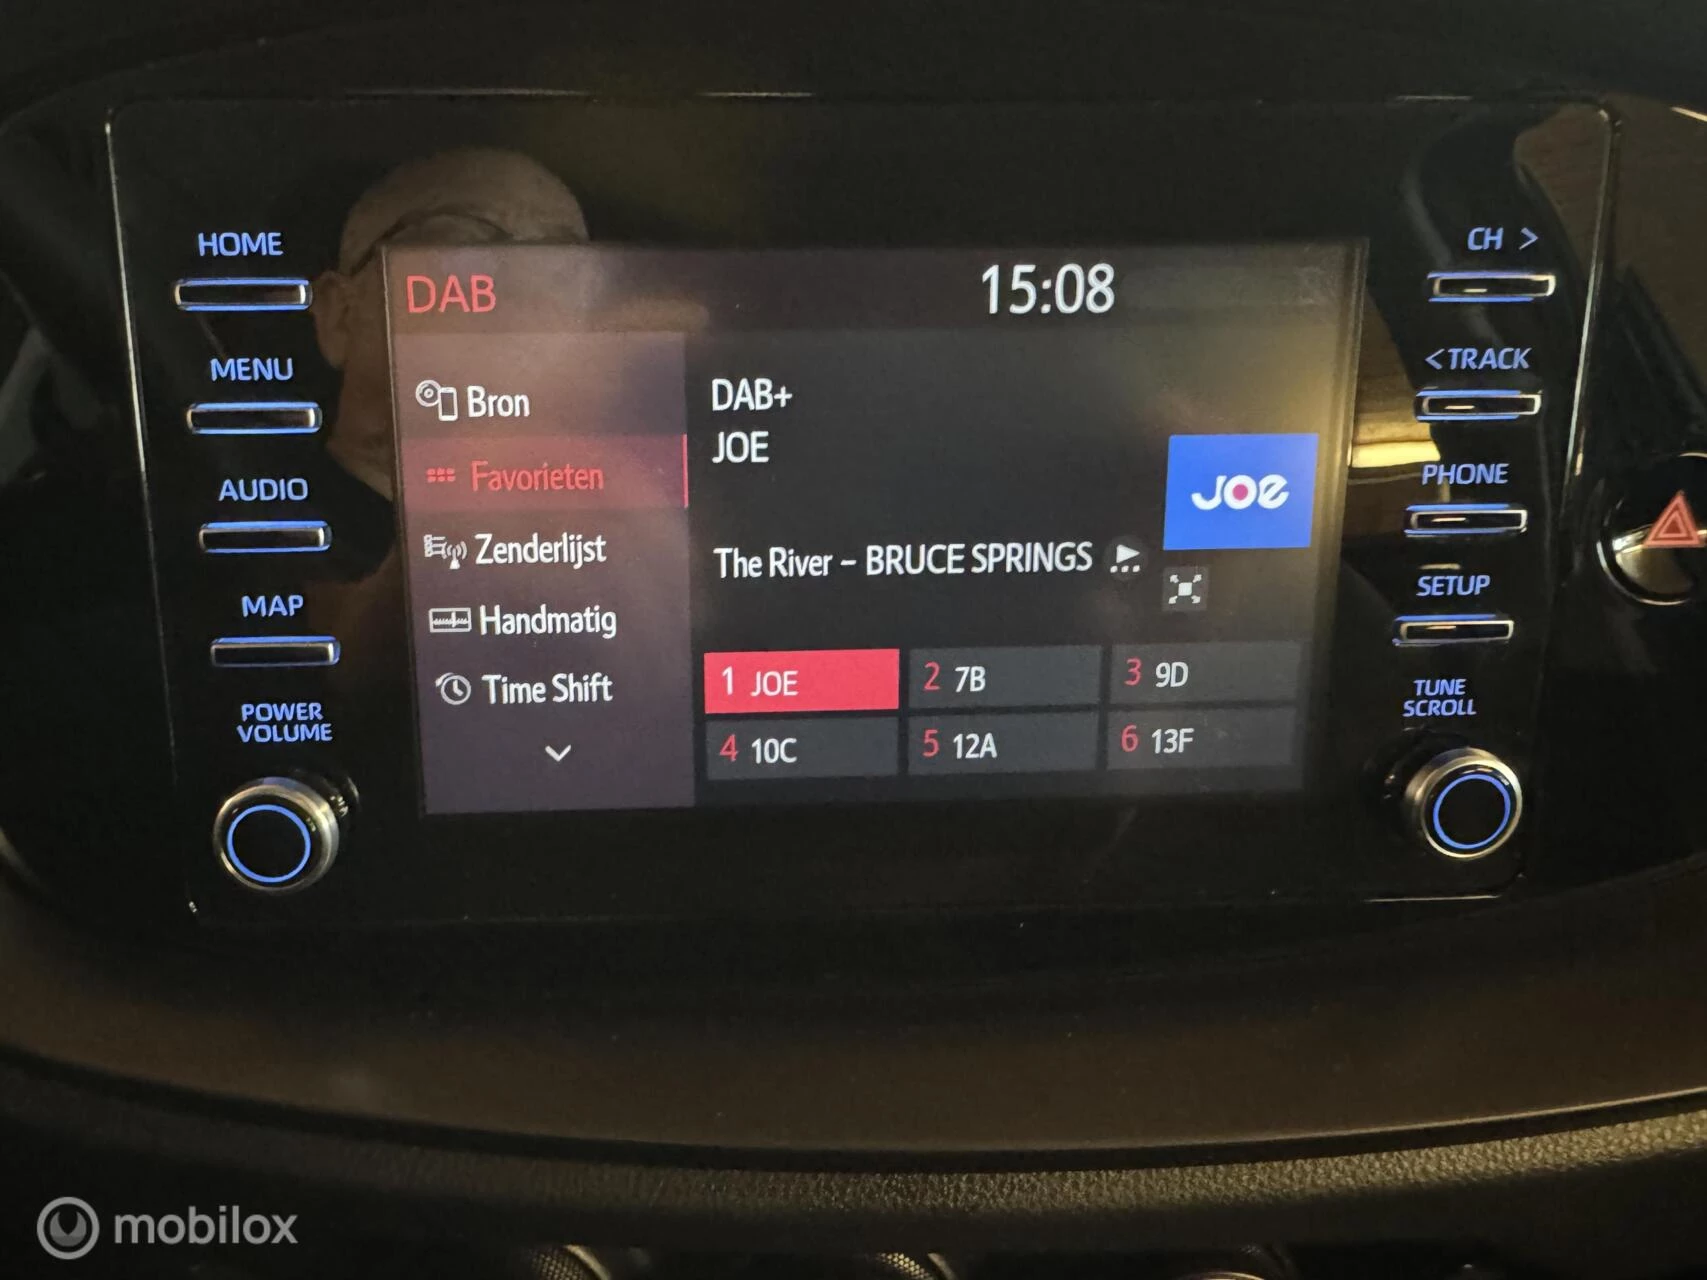 HOME
MENU
AUDIO
MAP
POWER
VOLUME
DAB
15:08
Bron
Favorieten
Zenderlijst
Handmatig
Time Shift
DAB+
JOE
JOe
The River – BRUCE SPRINGS
1 JOE
2 7B
3 9D
4 10C
5 12A
6 13F
CH >
<TRACK
PHONE
SETUP
TUNE
SCROLL
mobilox